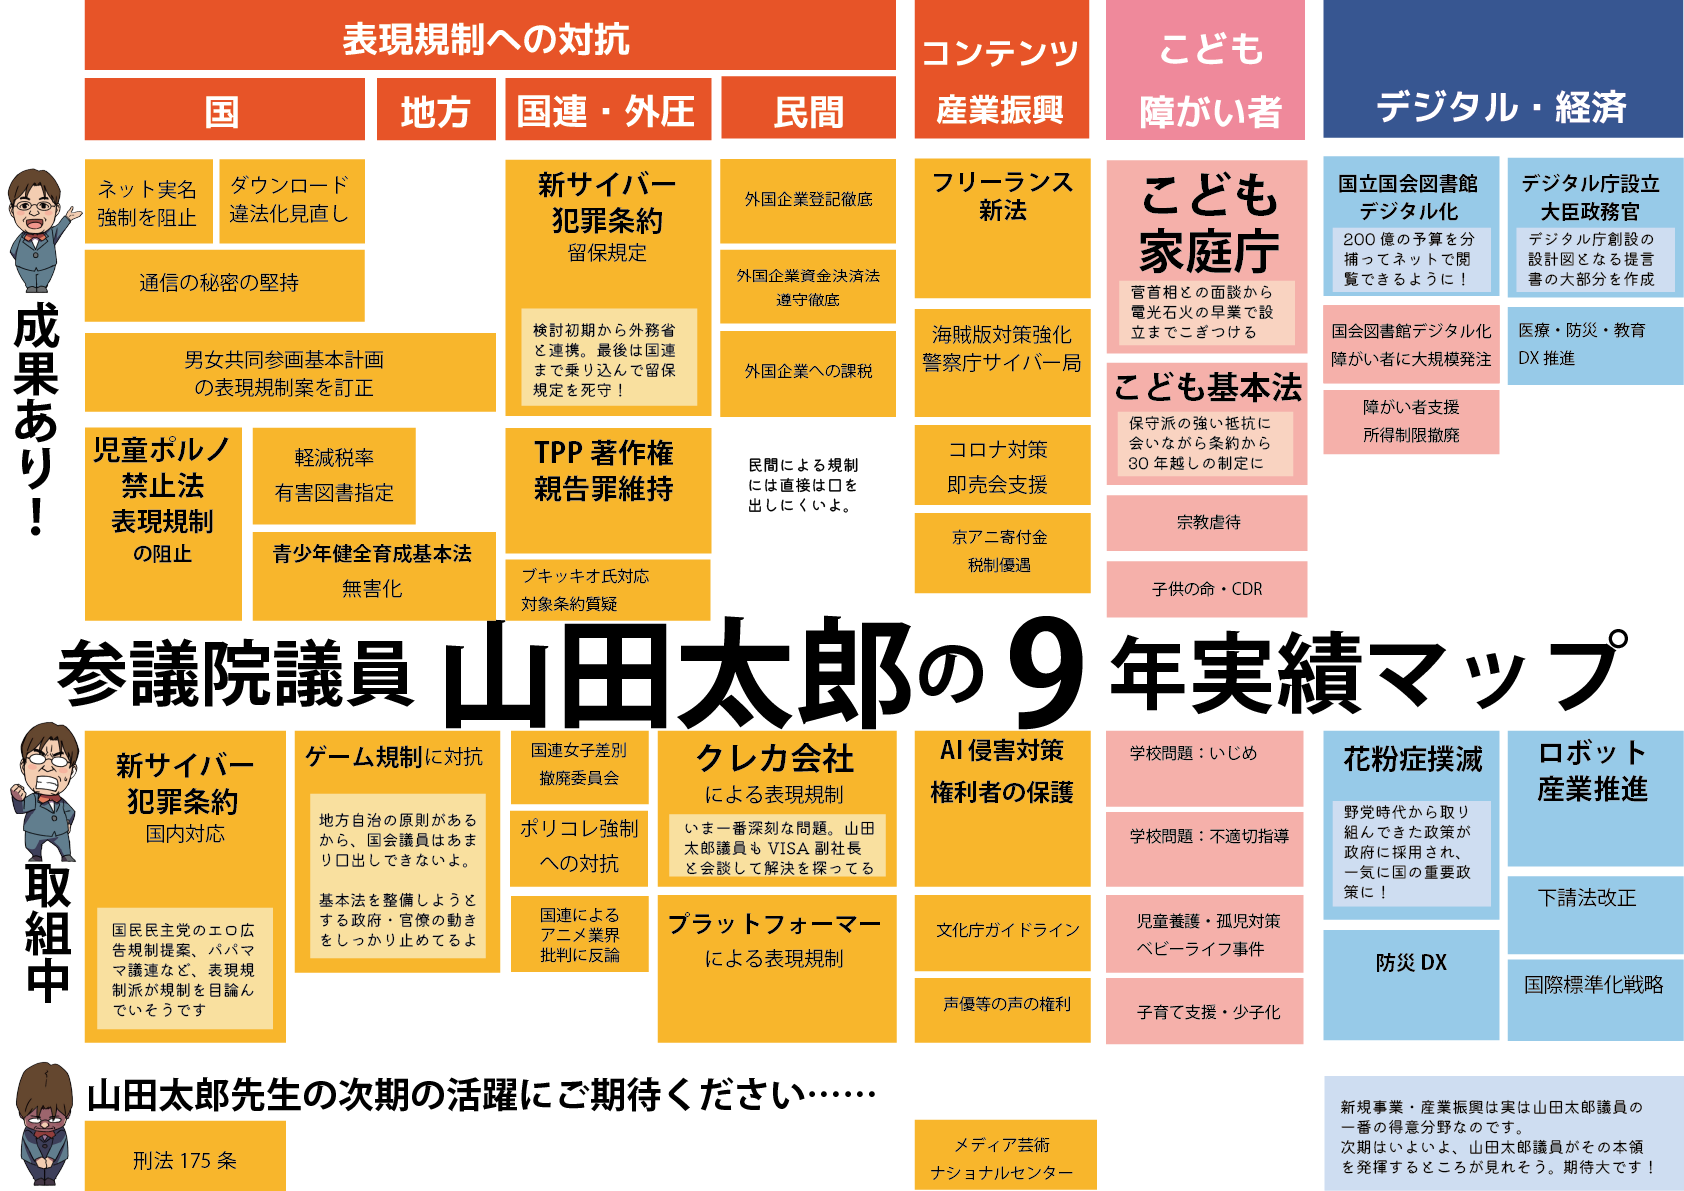 表現規制への対抗
国
地方
国連・外圧
民間
コンテンツ
産業振興
こども
障がい者
デジタル・経済
成果あり！
ネット実名
強制を阻止
ダウンロード
違法化見直し
通信の秘密の堅持
男女共同参画基本計画
の表現規制案を訂正
児童ポルノ
禁止法
表現規制
の阻止
軽減税率
有害図書指定
青少年健全育成基本法
無害化
新サイバー
犯罪条約
留保規定
検討初期から外務省
と連携。最後は国連
まで乗り込んで留保
規定を死守！
TPP 著作権
親告罪維持
ブキッキオ氏対応
対象条約質疑
外国企業登記徹底
外国企業資金決済法
遵守徹底
外国企業への課税
民間による規制
には直接は口を
出しにくいよ。
フリーランス
新法
海賊版対策強化
警察庁サイバー局
コロナ対策
即売会支援
京アニ寄付金
税制優遇
こども
家庭庁
菅首相との面談から
電光石火の早業で設
立までこぎつける
こども基本法
保守派の強い抵抗に
会いながら条約から
30 年越しの制定に
宗教虐待
子供の命・CDR
国立国会図書館
デジタル化
200 億の予算を分
捕ってネットで閲
覧できるように！
国会図書館デジタル化
障がい者に大規模発注
障がい者支援
所得制限撤廃
デジタル庁設立
大臣政務官
デジタル庁創設の
設計図となる提言
書の大部分を作成
医療・防災・教育
DX 推進
参議院議員 山田太郎の 9 年実績マップ
取組中
新サイバー
犯罪条約
国内対応
国民民主党のエロ広
告規制提案、パパマ
マ議連など、表現規
制派が規制を目論ん
でいそうです
ゲーム規制に対抗
地方自治の原則がある
から、国会議員はあま
り口出しできないよ。
基本法を整備しようと
する政府・官僚の動き
をしっかり止めてるよ
国連女子差別
撤廃委員会
ポリコレ強制
への対抗
国連による
アニメ業界
批判に反論
クレカ会社
による表現規制
いま一番深刻な問題。山田
太郎議員も VISA 副社長
と会談して解決を探ってる
プラットフォーマー
による表現規制
AI 侵害対策
権利者の保護
文化庁ガイドライン
声優等の声の権利
学校問題：いじめ
学校問題：不適切指導
児童養護・孤児対策
ベビーライフ事件
子育て支援・少子化
花粉症撲滅
野党時代から取り
組んできた政策が
政府に採用され、
一気に国の重要政
策に！
防災 DX
ロボット
産業推進
下請法改正
国際標準化戦略
山田太郎先生の次期の活躍にご期待ください……
刑法 175 条
メディア芸術
ナショナルセンター
新規事業・産業振興は実は山田太郎議員の
一番の得意分野なのです。
次期はいよいよ、山田太郎議員がその本領
を発揮するところが見れそう。期待大です！